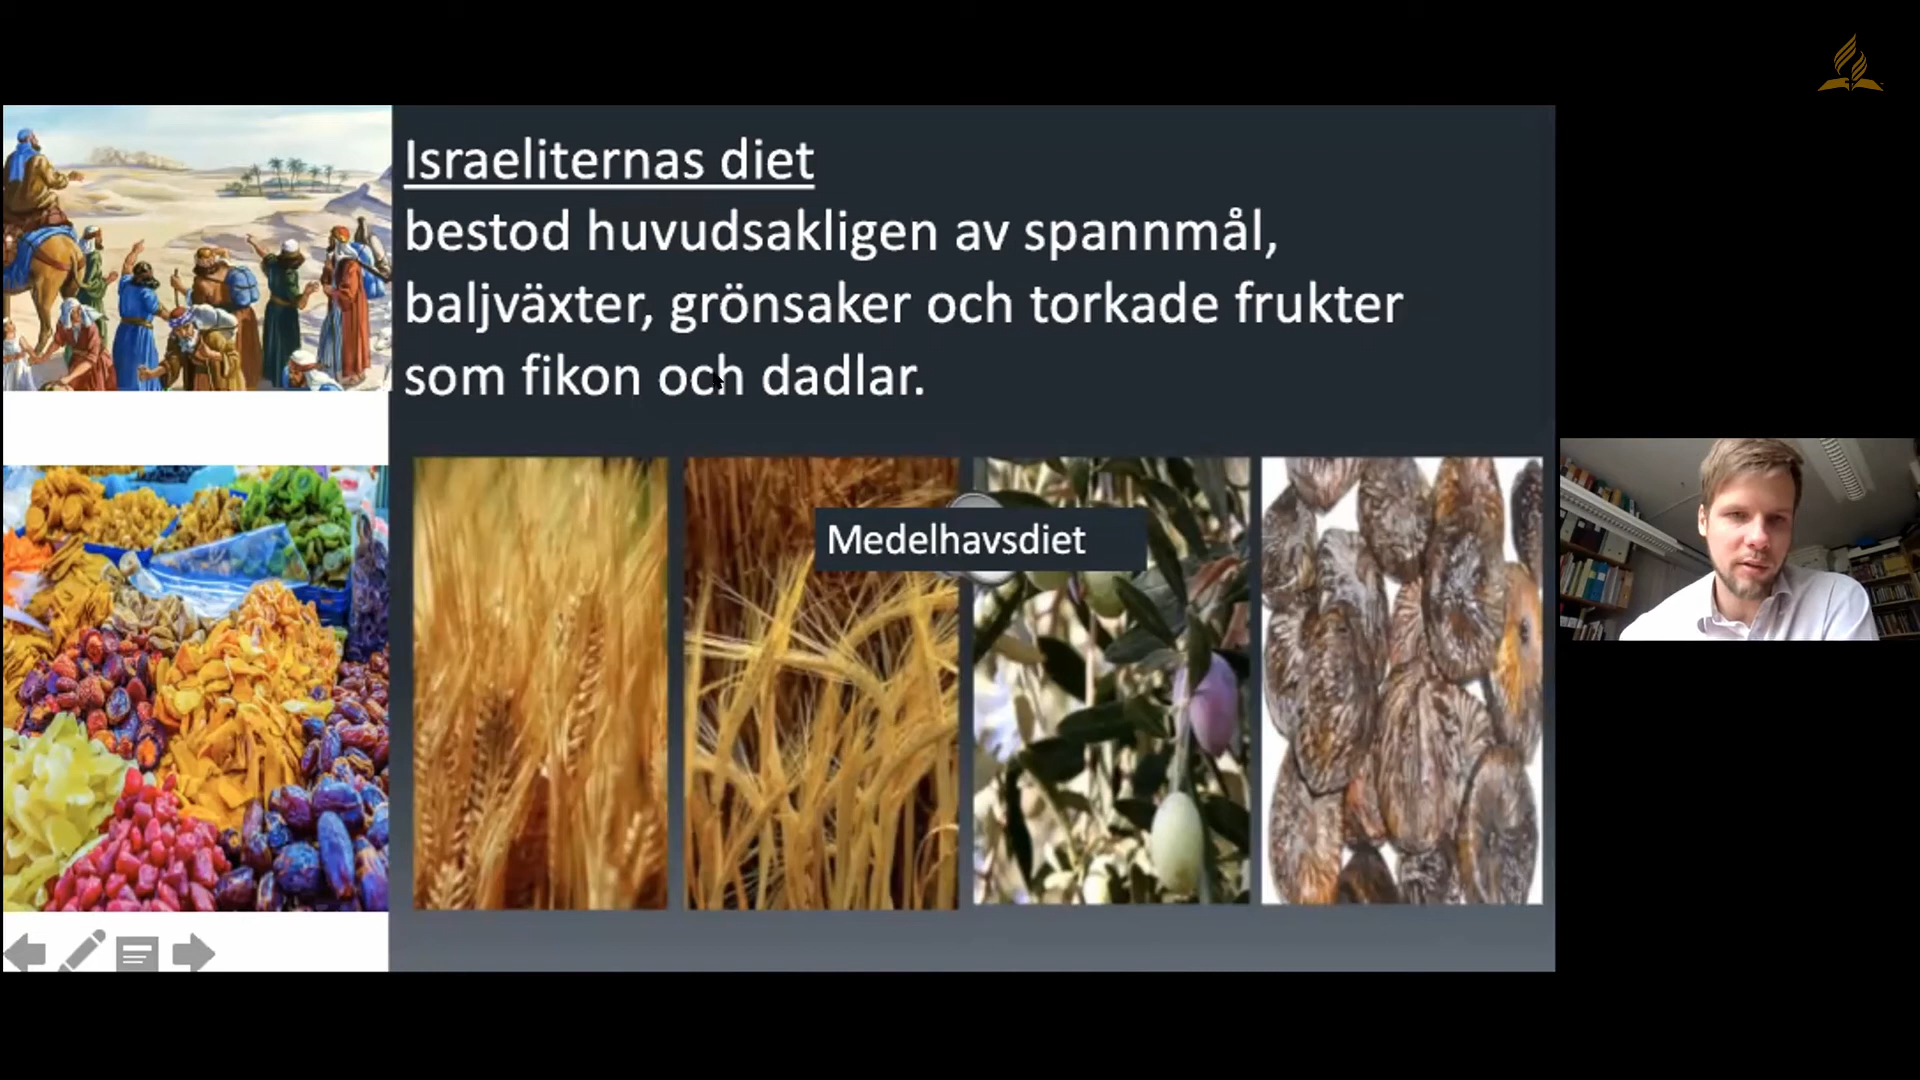 Israeliternas diet
bestod huvudsakligen av spannmål,
baljväxter, grönsaker och torkade frukter
som fikon och dadlar.
Medelhavsdiet